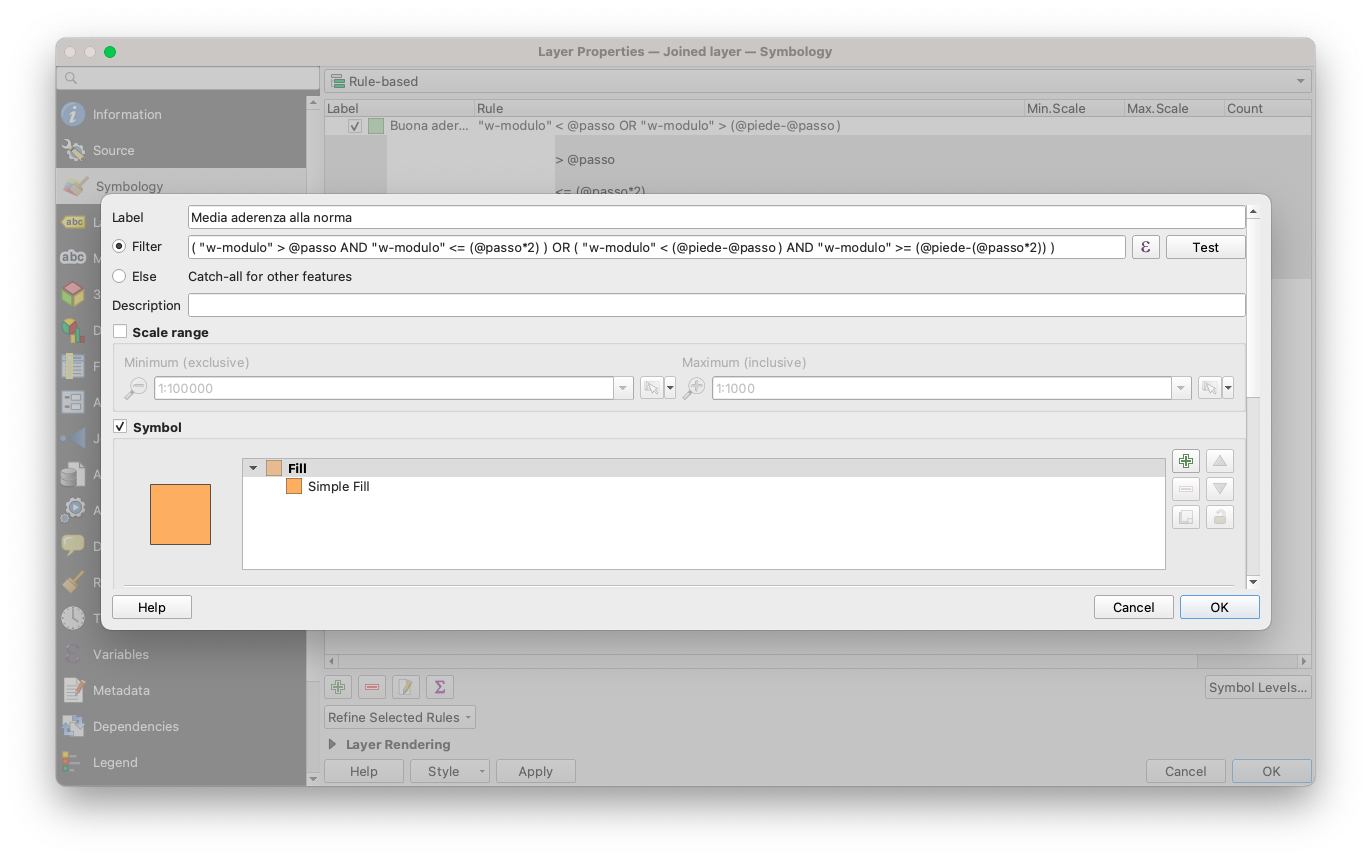 Layer Properties — Joined layer — Symbology
Rule-based
Information
Source
Symbology
Label Rule Min.Scale Max.Scale Count
Buona ader... "w-modulo" < @passo OR "w-modulo" > (@piede-@passo)
> @passo
<= (@passo*2)
Label Media aderenza alla norma
Filter ( "w-modulo" > @passo AND "w-modulo" <= (@passo*2) ) OR ( "w-modulo" < (@piede-@passo) AND "w-modulo" >= (@piede-(@passo*2)) ) ε Test
Else Catch-all for other features
Description
Scale range
Minimum (exclusive) Maximum (inclusive)
1:100000 1:1000
Symbol
Fill
Simple Fill
Help Cancel OK
Variables
Metadata
Dependencies
Legend
Symbol Levels...
Refine Selected Rules
Layer Rendering
Help Style Apply Cancel OK